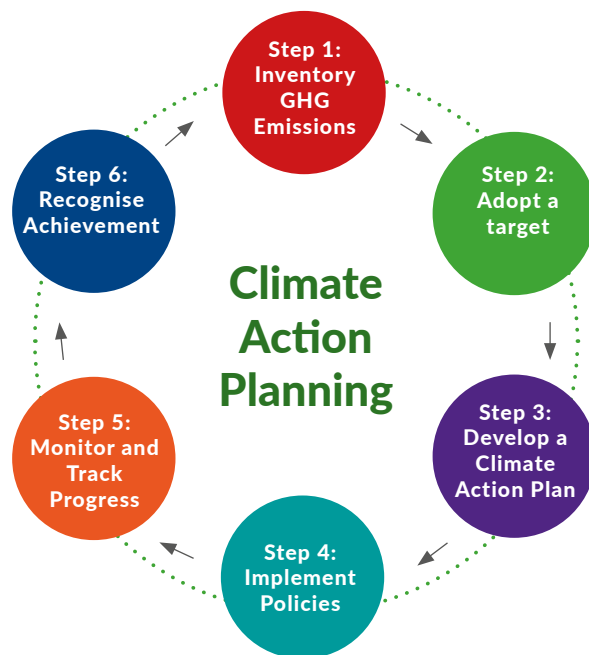 Step 1:
Inventory
GHG
Emissions
Step 2:
Adopt a
target
Step 3:
Develop a
Climate
Action Plan
Step 4:
Implement
Policies
Step 5:
Monitor and
Track
Progress
Step 6:
Recognise
Achievement
Climate
Action
Planning